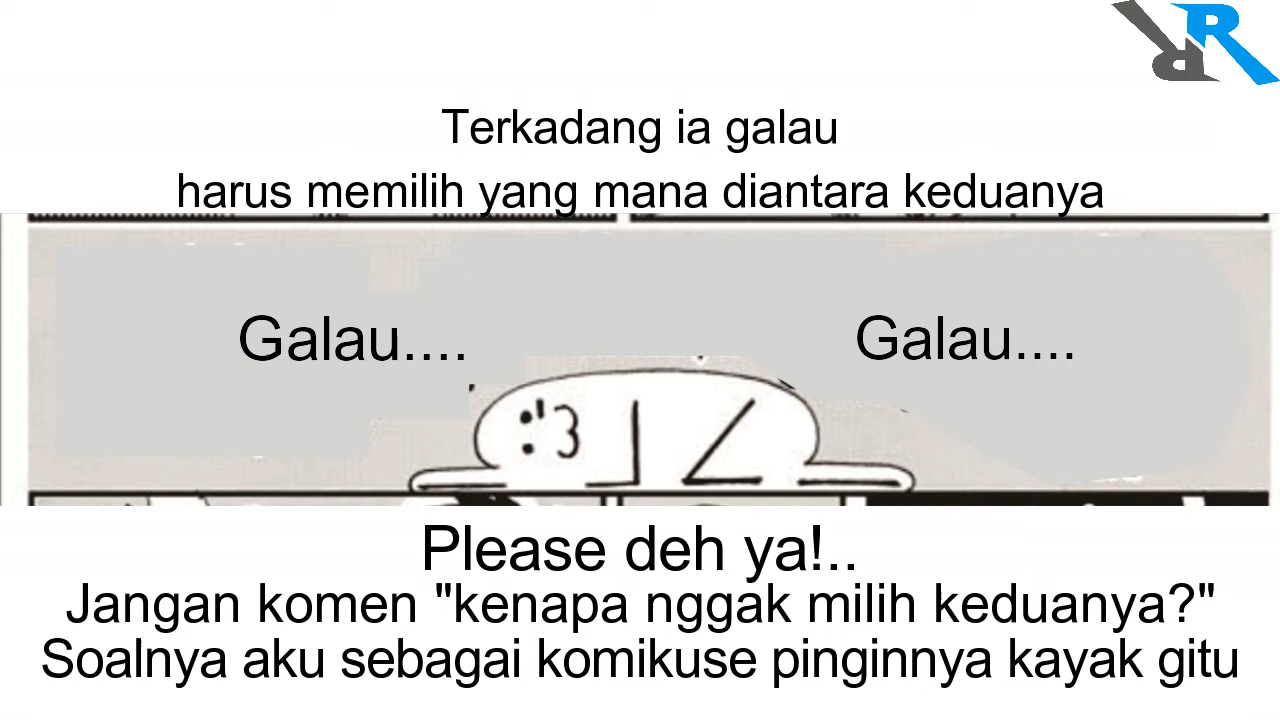 R R
Terkadang ia galau
harus memilih yang mana diantara keduanya
Galau.... Galau....
Please deh ya!..
Jangan komen "kenapa nggak milih keduanya?"
Soalnya aku sebagai komikuse pinginnya kayak gitu